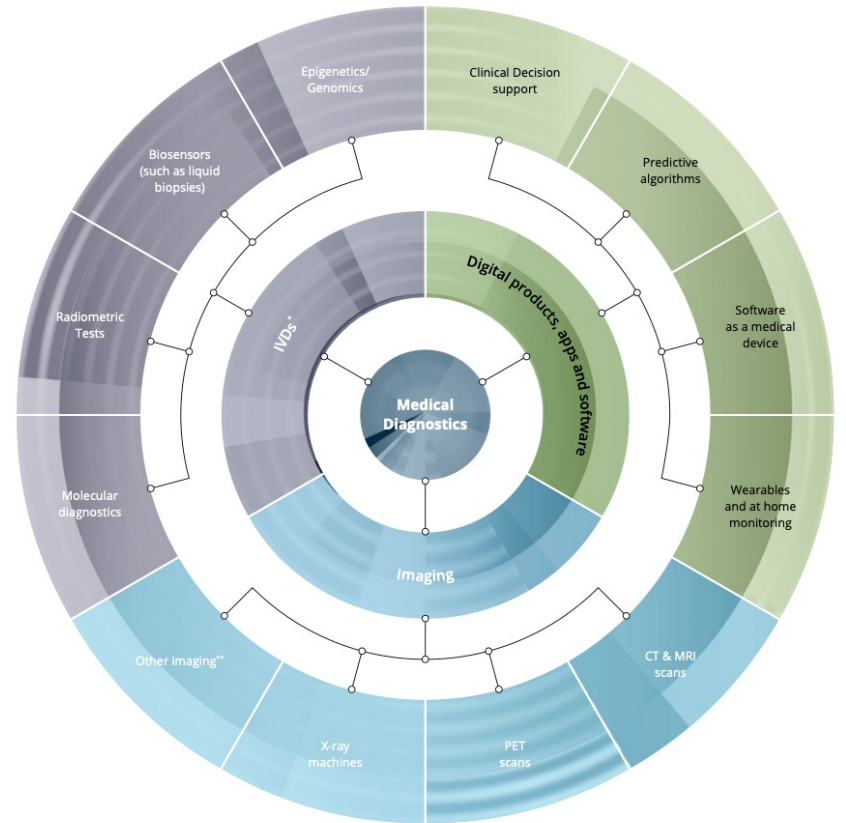 Epigenetics/
Genomics
Clinical Decision
support
Biosensors
(such as liquid
biopsies)
Predictive
algorithms
Radiometric
Tests
Software
as a medical
device
Molecular
diagnostics
Wearables
and at home
monitoring
Other imaging**
CT & MRI
scans
X-ray
machines
PET
scans
IVDs*
Digital products, apps and software
Imaging
Medical
Diagnostics